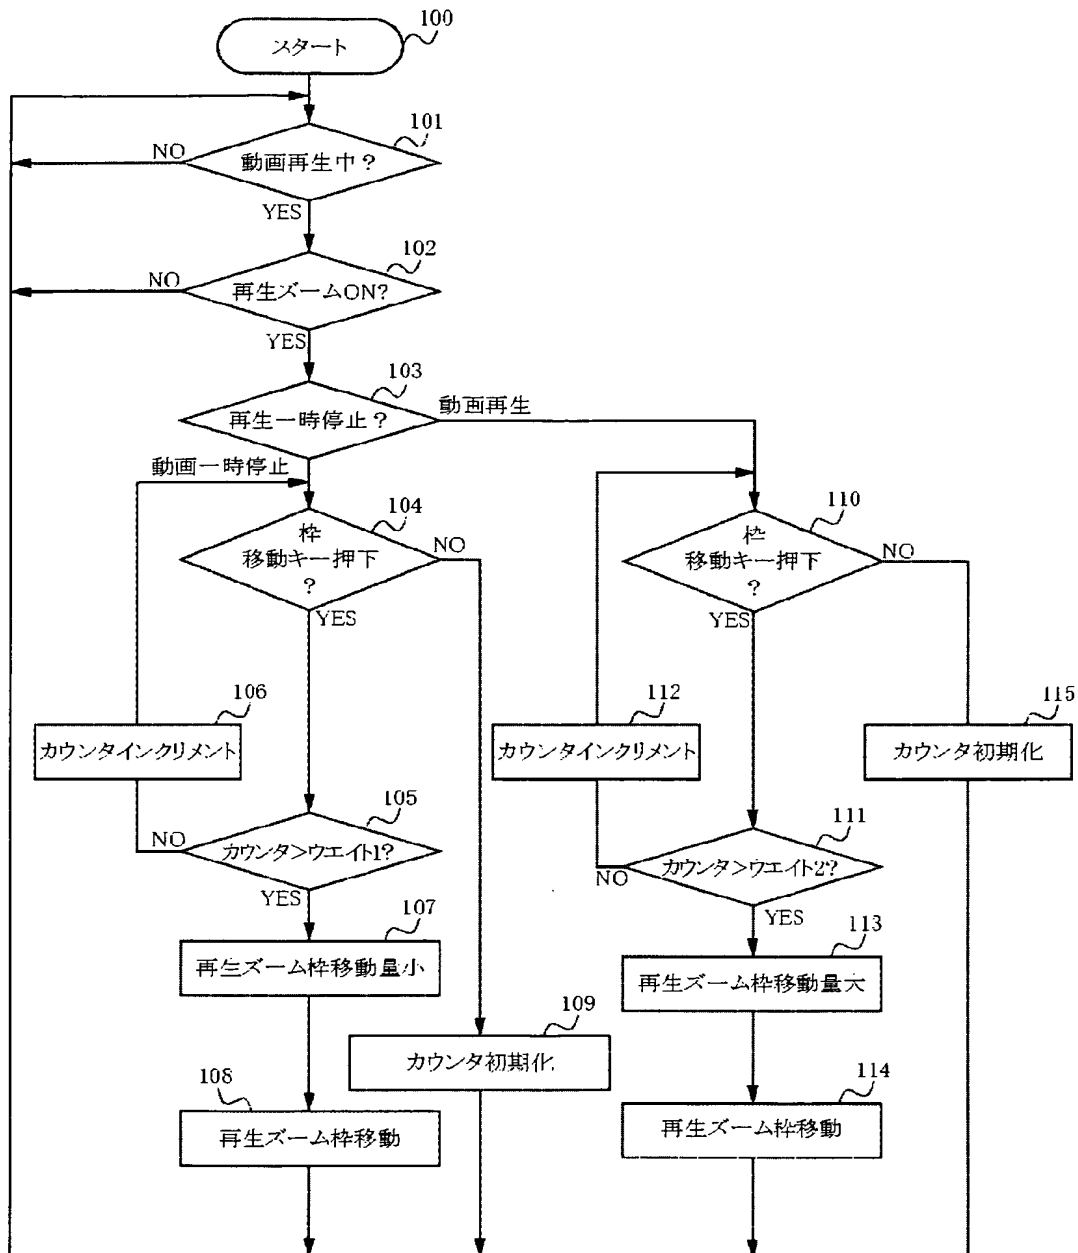 100
スタート
101
NO
動画再生中?
YES
102
NO
再生ズームON?
YES
103
再生一時停止?
動画再生
動画一時停止
104
枠
移動キー押下
?
NO
YES
110
枠
移動キー押下
?
NO
YES
106
カウンタインクリメント
112
カウンタインクリメント
115
カウンタ初期化
105
NO
カウンタ>ウエイト1?
YES
111
NO
カウンタ>ウエイト2?
YES
107
再生ズーム枠移動量小
113
再生ズーム枠移動量大
109
カウンタ初期化
108
再生ズーム枠移動
114
再生ズーム枠移動